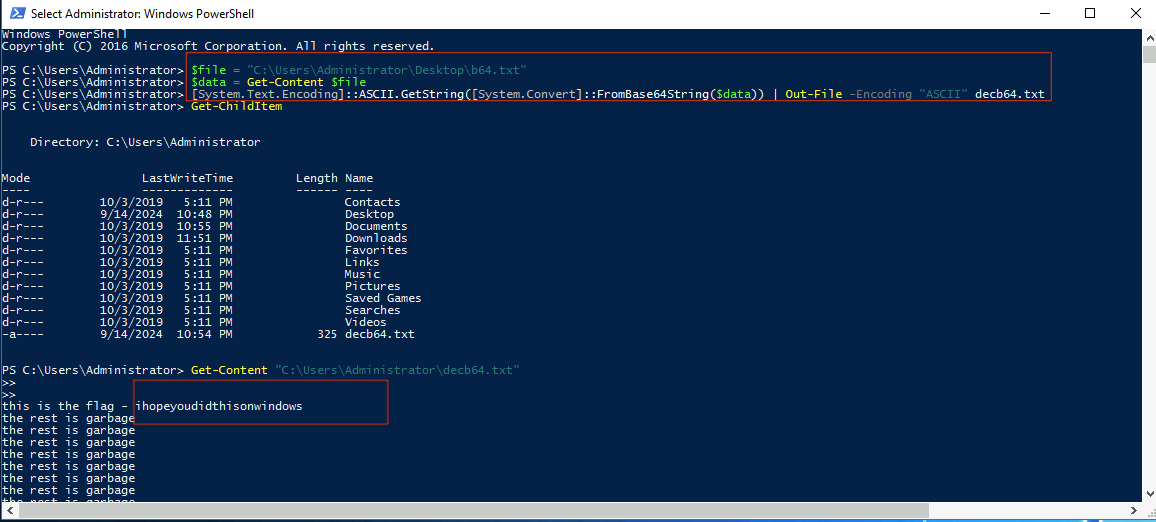 Select Administrator: Windows PowerShell
Windows PowerShell
Copyright (C) 2016 Microsoft Corporation. All rights reserved.
PS C:\Users\Administrator> $file = "C:\Users\Administrator\Desktop\b64.txt"
PS C:\Users\Administrator> $data = Get-Content $file
PS C:\Users\Administrator> [System.Text.Encoding]::ASCII.GetString([System.Convert]::FromBase64String($data)) | Out-File -Encoding "ASCII" decb64.txt
PS C:\Users\Administrator> Get-ChildItem
Directory: C:\Users\Administrator
Mode LastWriteTime Length Name
---- ------------- ------ ----
d-r--- 10/3/2019 5:11 PM Contacts
d-r--- 9/14/2024 10:48 PM Desktop
d-r--- 10/3/2019 10:55 PM Documents
d-r--- 10/3/2019 11:51 PM Downloads
d-r--- 10/3/2019 5:11 PM Favorites
d-r--- 10/3/2019 5:11 PM Links
d-r--- 10/3/2019 5:11 PM Music
d-r--- 10/3/2019 5:11 PM Pictures
d-r--- 10/3/2019 5:11 PM Saved Games
d-r--- 10/3/2019 5:11 PM Searches
d-r--- 10/3/2019 5:11 PM Videos
-a---- 9/14/2024 10:54 PM 325 decb64.txt
PS C:\Users\Administrator> Get-Content "C:\Users\Administrator\decb64.txt"
>>
>>
this is the flag - ihopeyoudidthisonwindows
the rest is garbage
the rest is garbage
the rest is garbage
the rest is garbage
the rest is garbage
the rest is garbage
the rest is garbage
the rest is garbage